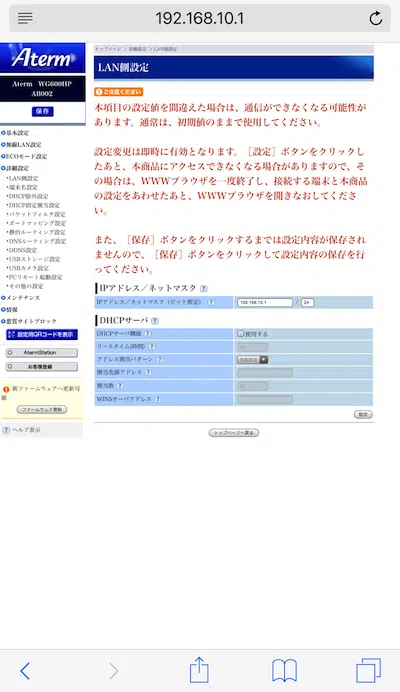 192.168.10.1
Aterm
Aterm WG600HP
AB002
保存
基本設定
無線LAN設定
ECOモード設定
詳細設定
LAN側設定
端末名設定
DHCP除外設定
DHCP固定割当設定
パケットフィルタ設定
ポートマッピング設定
静的ルーティング設定
DNSルーティング設定
DDNS設定
USBストレージ設定
USBカメラ設定
PCリモート起動設定
その他の設定
メンテナンス
情報
悪質サイトブロック
設定用QRコードを表示
AtermStation
お客様登録
新ファームウェアへ更新可能
ファームウェア更新
ヘルプ表示
トップページ > 詳細設定 > LAN側設定
LAN側設定
ご注意ください
本項目の設定値を間違えた場合は、通信ができなくなる可能性が
あります。通常は、初期値のままで使用してください。
設定変更は即時に有効となります。［設定］ボタンをクリックし
たあと、本商品にアクセスできなくなる場合がありますので、そ
の場合は、WWWブラウザを一度終了し、接続する端末と本商品
の設定をあわせたあと、WWWブラウザを開きなおしてくださ
い。
また、［保存］ボタンをクリックするまでは設定内容が保存され
ませんので、［保存］ボタンをクリックして設定内容の保存を行
ってください。
IPアドレス／ネットマスク ?
IPアドレス／ネットマスク（ビット指定） ? 192.168.10.1 / 24
DHCPサーバ ?
DHCPサーバ機能 ? 使用する
リースタイム(時間) ? 24
アドレス割当パターン ?
割当先頭アドレス ?
割当数 ?
WINSサーバアドレス ?
設定
トップページへ戻る